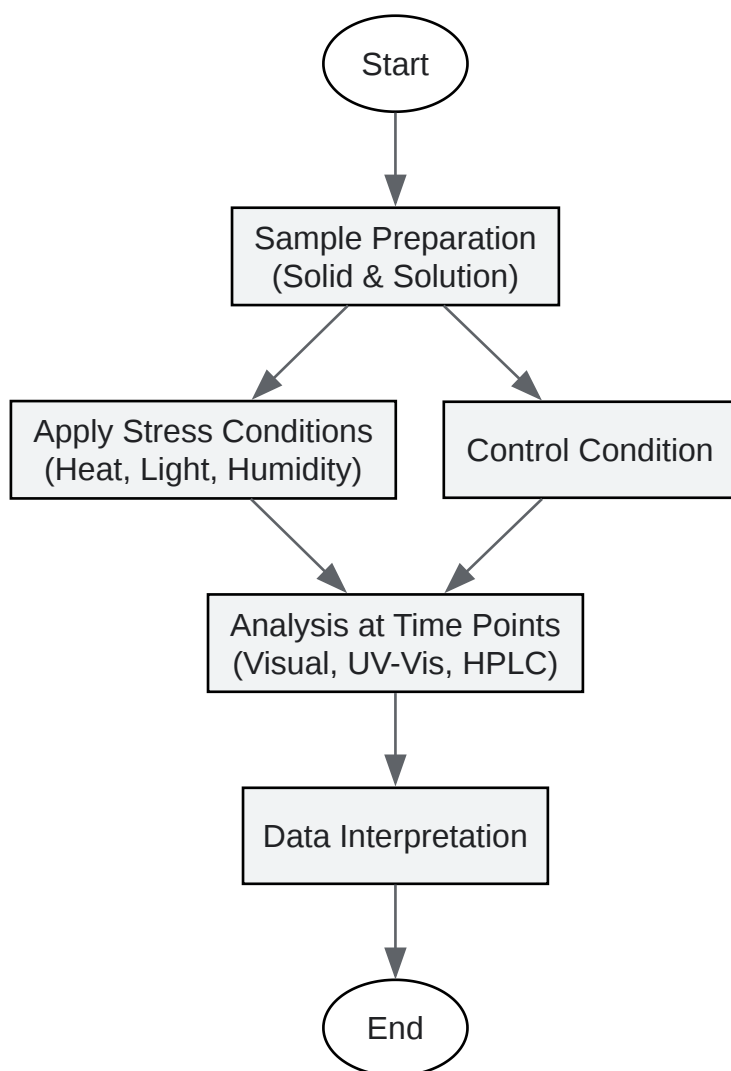 Start
Sample Preparation
(Solid & Solution)
Apply Stress Conditions
(Heat, Light, Humidity)
Control Condition
Analysis at Time Points
(Visual, UV-Vis, HPLC)
Data Interpretation
End